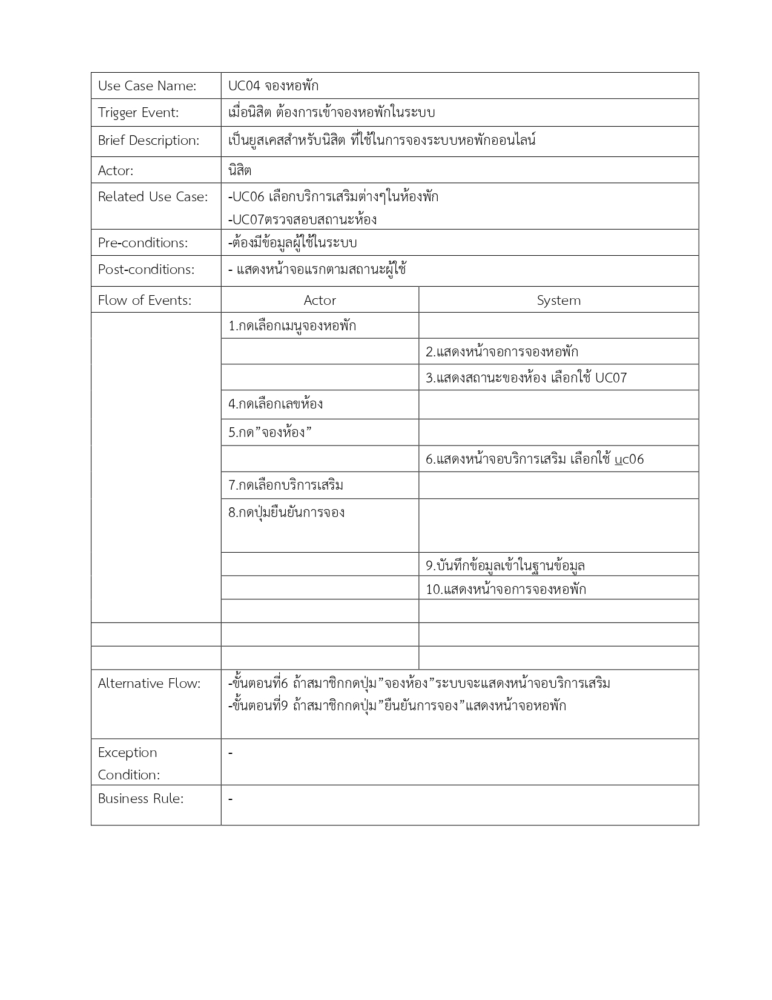 Use Case Name: UC04 จองหอพัก
Trigger Event: เมื่อนิสิต ต้องการเข้าจองหอพักในระบบ
Brief Description: เป็นยูสเคสสำหรับนิสิต ที่ใช้ในการจองระบบหอพักออนไลน์
Actor: นิสิต
Related Use Case: -UC06 เลือกบริการเสริมต่างๆในห้องพัก
-UC07ตรวจสอบสถานะห้อง
Pre-conditions: -ต้องมีข้อมูลผู้ใช้ในระบบ
Post-conditions: - แสดงหน้าจอแรกตามสถานะผู้ใช้
Flow of Events: Actor System
1.กดเลือกเมนูจองหอพัก
2.แสดงหน้าจอการจองหอพัก
3.แสดงสถานะของห้อง เลือกใช้ UC07
4.กดเลือกเลขห้อง
5.กด”จองห้อง”
6.แสดงหน้าจอบริการเสริม เลือกใช้ uc06
7.กดเลือกบริการเสริม
8.กดปุ่มยืนยันการจอง
9.บันทึกข้อมูลเข้าในฐานข้อมูล
10.แสดงหน้าจอการจองหอพัก
Alternative Flow: -ขั้นตอนที่6 ถ้าสมาชิกกดปุ่ม”จองห้อง”ระบบจะแสดงหน้าจอบริการเสริม
-ขั้นตอนที่9 ถ้าสมาชิกกดปุ่ม”ยืนยันการจอง”แสดงหน้าจอหอพัก
Exception -
Condition:
Business Rule: -